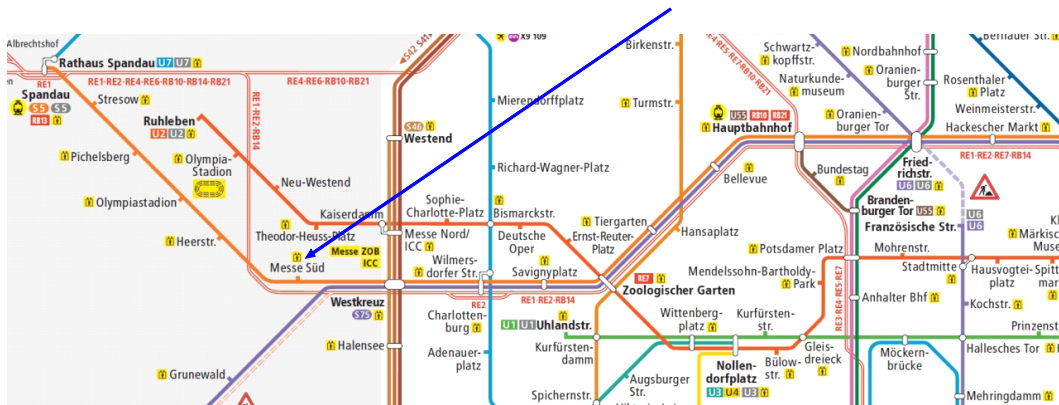 Albrechtshof
Rathaus Spandau U7 U7
RE1
RE1·RE2·RE4·RE6·RB10·RB14·RB21
RE4·RE6·RB10·RB21
S42 S41
X9 109
Birkenstr.
RE4·RE5·RE7·RB10·RB21
Schwartz-
kopffstr.
Nordbahnhof
Bernauer Str.
Spandau
S5 S5
RB13
Stresow
Ruhleben
U2 U2
RE1·RE2·RB14
S46
Westend
Mierendorffplatz
Turmstr.
Naturkunde-
museum
Oranien-
burger
Str.
Rosenthaler
Platz
Weinmeisterstr.
U55 RB10 RB21
Hauptbahnhof
Oranien-
burger Tor
Hackescher Markt
RE1·RE2·RE7·RB14
Pichelsberg
Olympia-
Stadion
Neu-Westend
Richard-Wagner-Platz
Bellevue
Bundestag
Fried-
richstr.
U6 U6
Olympiastadion
Kaiserdamm
Sophie-
Charlotte-Platz
Bismarckstr.
Tiergarten
Branden-
burger Tor U55
Französische Str.
U6
U6
Heerstr.
Theodor-Heuss-Platz
Messe Nord/
ICC
Deutsche
Oper
Ernst-Reuter-
Platz
Hansaplatz
Messe ZOB
ICC
Messe Süd
Wilmers-
dorfer Str.
Savignyplatz
RE7
Zoologischer Garten
Potsdamer Platz
Mohrenstr.
Stadtmitte
Hausvogtei-
platz
Mendelssohn-Bartholdy-
Park
Westkreuz
S75
RE2
RE1·RE2·RB14
Charlotten-
burg
U1 U1 Uhlandstr.
Wittenberg-
platz
Kurfürsten-
str.
RE3·RE4·RE5·RE7
Anhalter Bhf
Kochstr.
Prinzenst
Halensee
Adenauer-
platz
Kurfürsten-
damm
Nollen-
dorfplatz
U3 U4 U3
Bülow-
str.
Gleis-
dreieck
Möckern-
brücke
Hallesches Tor
Grunewald
Augsburger
Str.
Spichernstr.
Mehringdamm